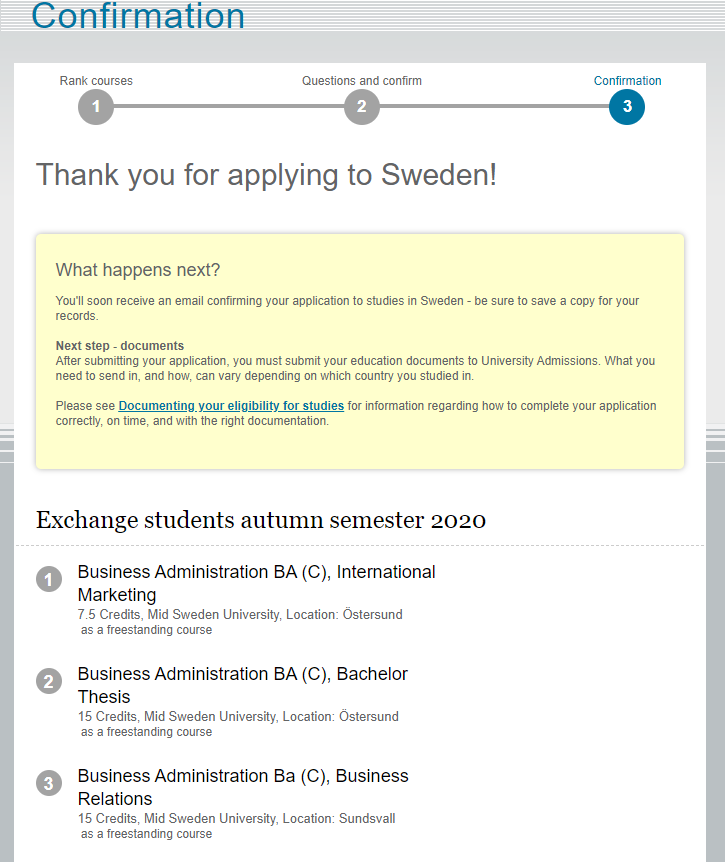 Confirmation
Rank courses
Questions and confirm
Confirmation
1
2
3
Thank you for applying to Sweden!
What happens next?
You'll soon receive an email confirming your application to studies in Sweden - be sure to save a copy for your
records.
Next step - documents
After submitting your application, you must submit your education documents to University Admissions. What you
need to send in, and how, can vary depending on which country you studied in.
Please see Documenting your eligibility for studies for information regarding how to complete your application
correctly, on time, and with the right documentation.
Exchange students autumn semester 2020
1
Business Administration BA (C), International
Marketing
7.5 Credits, Mid Sweden University, Location: Östersund
as a freestanding course
2
Business Administration BA (C), Bachelor
Thesis
15 Credits, Mid Sweden University, Location: Östersund
as a freestanding course
3
Business Administration Ba (C), Business
Relations
15 Credits, Mid Sweden University, Location: Sundsvall
as a freestanding course